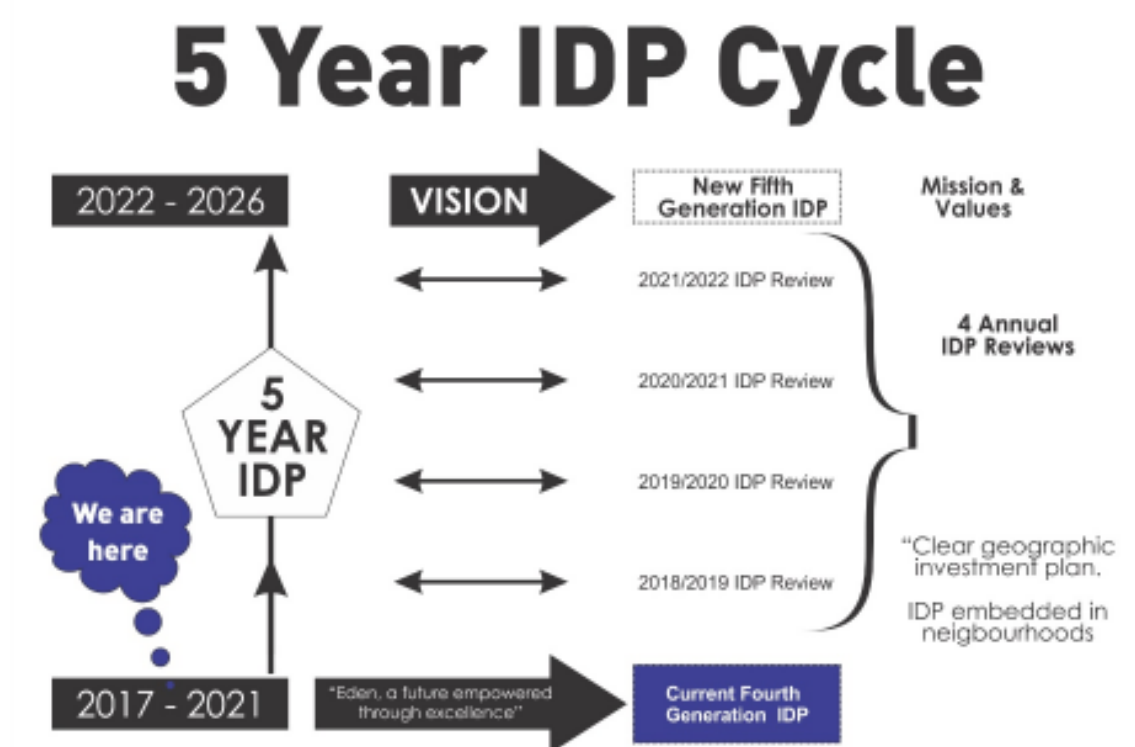 5 Year IDP Cycle
2022 - 2026
VISION
New Fifth
Generation IDP
Mission &
Values
2021/2022 IDP Review
4 Annual
IDP Reviews
2020/2021 IDP Review
5
YEAR
IDP
2019/2020 IDP Review
We are
here
"Clear geographic
investment plan.
2018/2019 IDP Review
IDP embedded in
neigbourhoods
2017 - 2021
"Eden, a future empowered
through excellence"
Current Fourth
Generation IDP